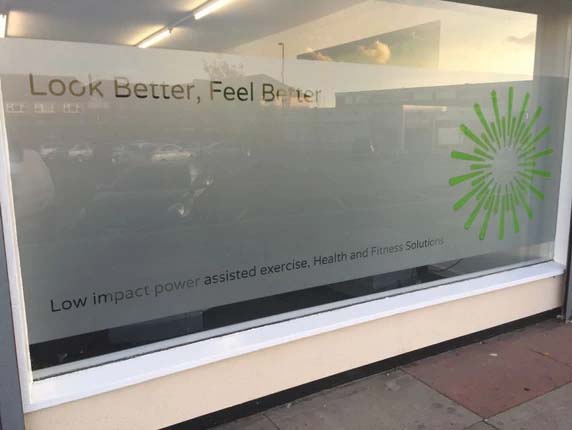 Look Better, Feel Better
Low impact power assisted exercise, Health and Fitness Solutions